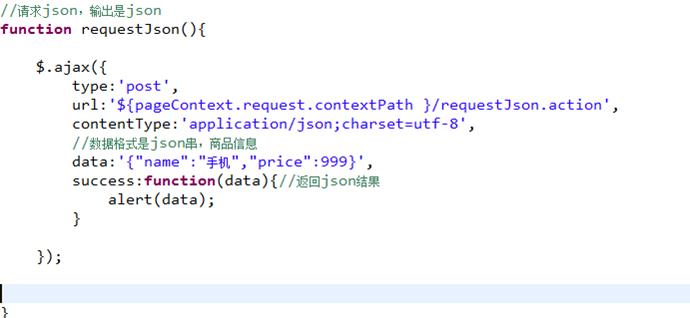 //请求json，输出是json
function requestJson(){
$.ajax({
type:'post',
url:'${pageContext.request.contextPath }/requestJson.action',
contentType:'application/json;charset=utf-8',
//数据格式是json串，商品信息
data:'{"name":"手机","price":999}',
success:function(data){//返回json结果
alert(data);
}
});
}